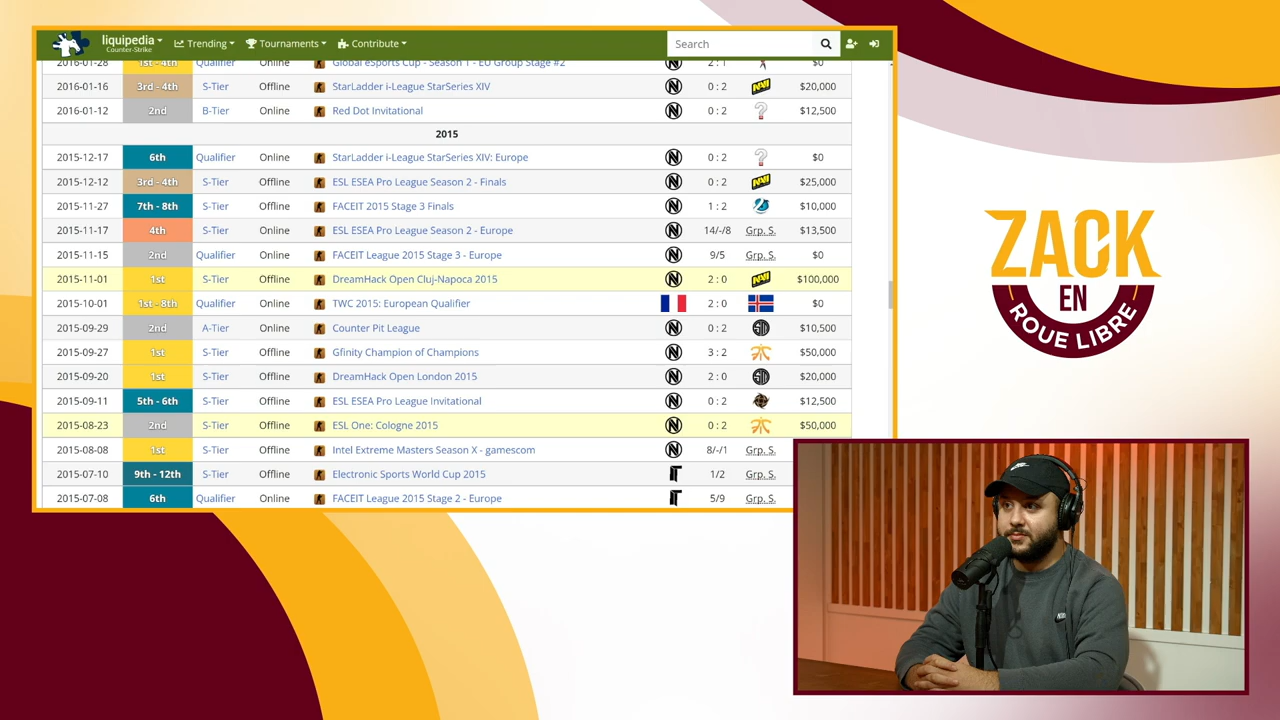 liquipedia
Counter-Strike
Trending
Tournaments
Contribute
Search
2016-01-28 1st - 4th Qualifier Online Global eSports Cup - Season 1 - EU Group Stage #2 2 : 1 $0
2016-01-16 3rd - 4th S-Tier Offline StarLadder i-League StarSeries XIV 0 : 2 $20,000
2016-01-12 2nd B-Tier Online Red Dot Invitational 0 : 2 ? $12,500
2015
2015-12-17 6th Qualifier Online StarLadder i-League StarSeries XIV: Europe 0 : 2 ? $0
2015-12-12 3rd - 4th S-Tier Offline ESL ESEA Pro League Season 2 - Finals 0 : 2 $25,000
2015-11-27 7th - 8th S-Tier Offline FACEIT 2015 Stage 3 Finals 1 : 2 $10,000
2015-11-17 4th S-Tier Offline ESL ESEA Pro League Season 2 - Europe 14/-/8 Grp. S. $13,500
2015-11-15 2nd Qualifier Online FACEIT League 2015 Stage 3 - Europe 9/5 Grp. S. $0
2015-11-01 1st S-Tier Offline DreamHack Open Cluj-Napoca 2015 2 : 0 $100,000
2015-10-01 1st - 8th Qualifier Online TWC 2015: European Qualifier 2 : 0 $0
2015-09-29 2nd A-Tier Offline Counter Pit League 0 : 2 $10,500
2015-09-27 1st S-Tier Offline Gfinity Champion of Champions 3 : 2 $50,000
2015-09-20 1st S-Tier Offline DreamHack Open London 2015 2 : 0 $20,000
2015-09-11 5th - 6th S-Tier Offline ESL ESEA Pro League Invitational 0 : 2 $12,500
2015-08-23 2nd S-Tier Offline ESL One: Cologne 2015 0 : 2 $50,000
2015-08-08 1st S-Tier Offline Intel Extreme Masters Season X - gamescom 8/-/1 Grp. S.
2015-07-10 9th - 12th S-Tier Offline Electronic Sports World Cup 2015 1/2 Grp. S.
2015-07-08 6th Qualifier Online FACEIT League 2015 Stage 2 - Europe 5/9 Grp. S.
ZACK
EN
ROUE LIBRE